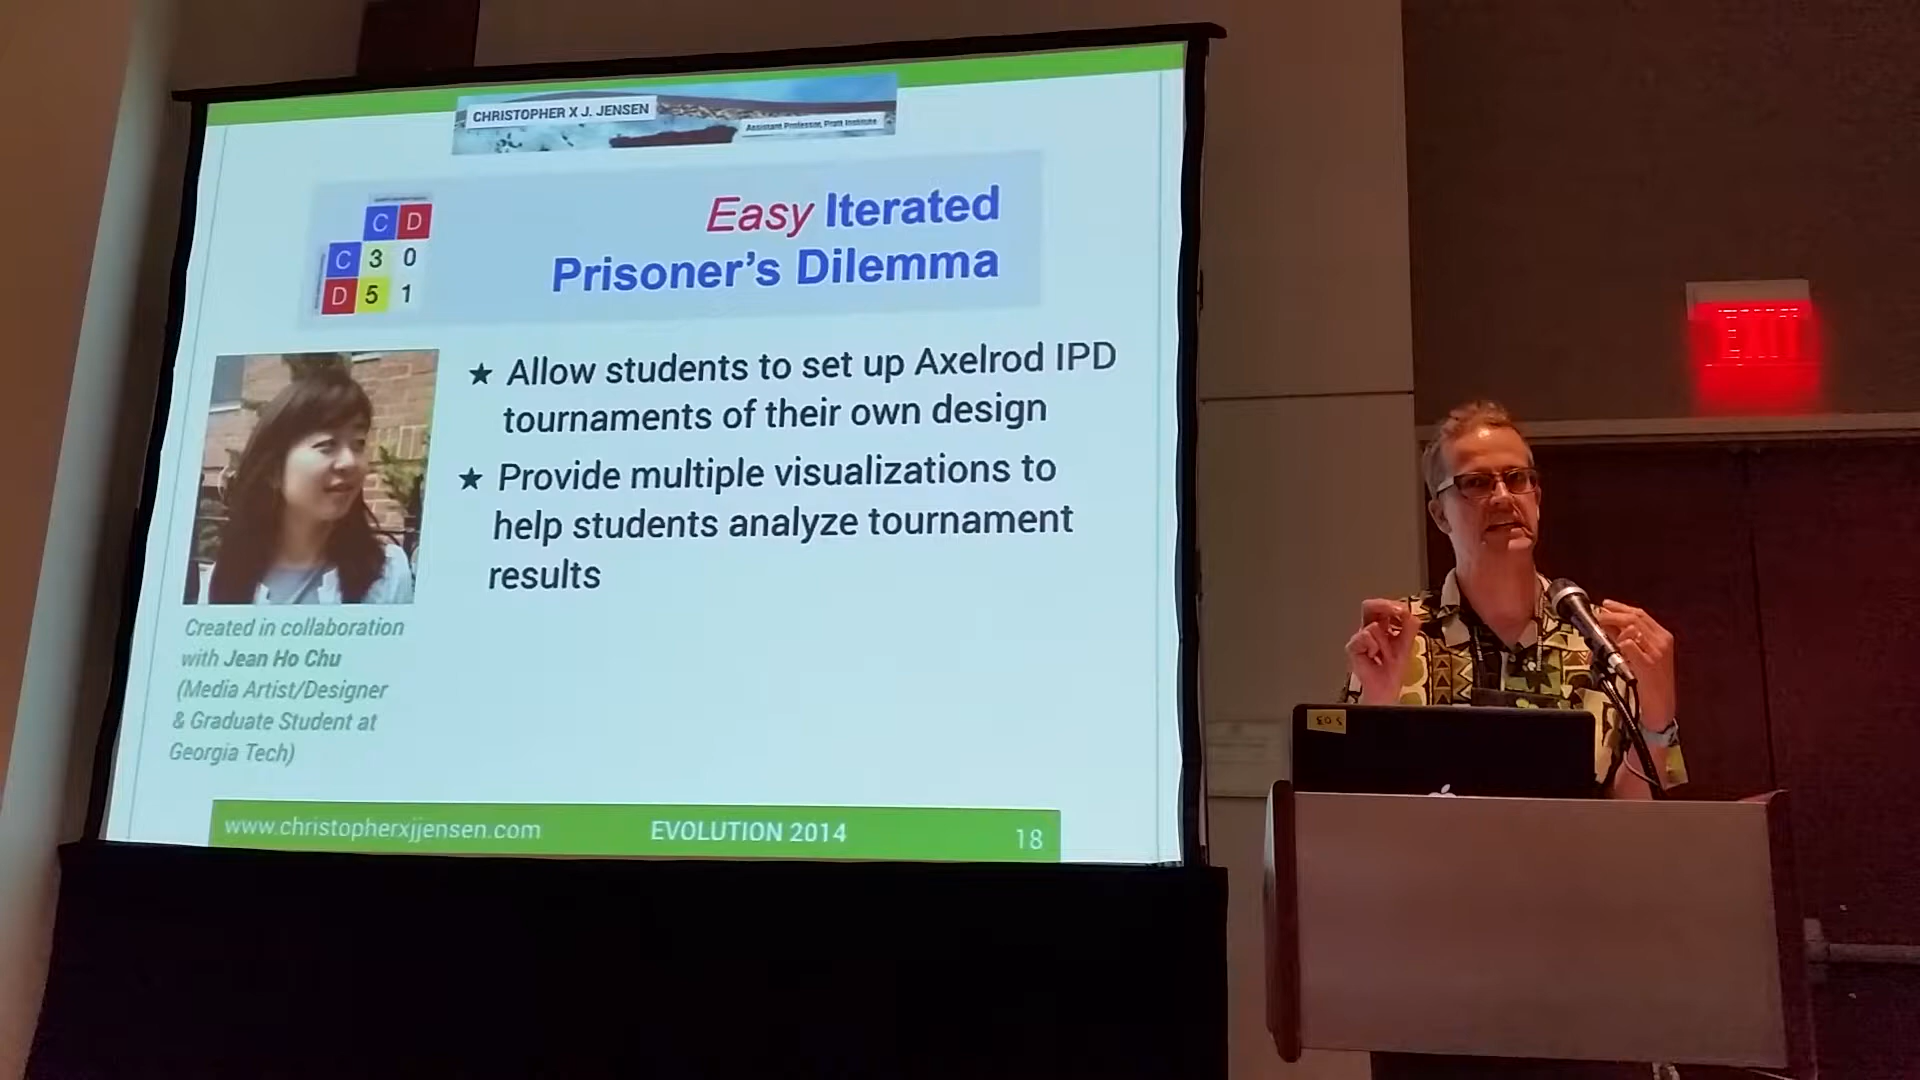 CHRISTOPHER X J. JENSEN
Assistant Professor, Pratt Institute
C D
C 3 0
D 5 1
Easy Iterated
Prisoner's Dilemma
★ Allow students to set up Axelrod IPD
tournaments of their own design
★ Provide multiple visualizations to
help students analyze tournament
results
Created in collaboration
with Jean Ho Chu
(Media Artist/Designer
& Graduate Student at
Georgia Tech)
www.christopherxjjensen.com EVOLUTION 2014 18
EXIT